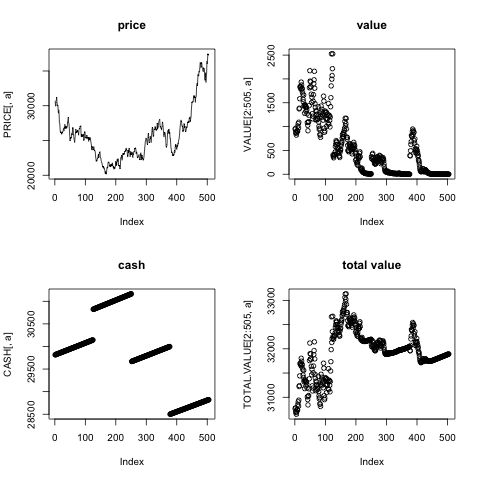 price
PRICE[, a]
30000
20000
0 100 200 300 400 500
Index
value
VALUE[2:505, a]
2500
1500
500
0
0 100 200 300 400 500
Index
cash
CASH[, a]
30500
29500
28500
0 100 200 300 400 500
Index
total value
TOTAL.VALUE[2:505, a]
33000
32000
31000
0 100 200 300 400 500
Index